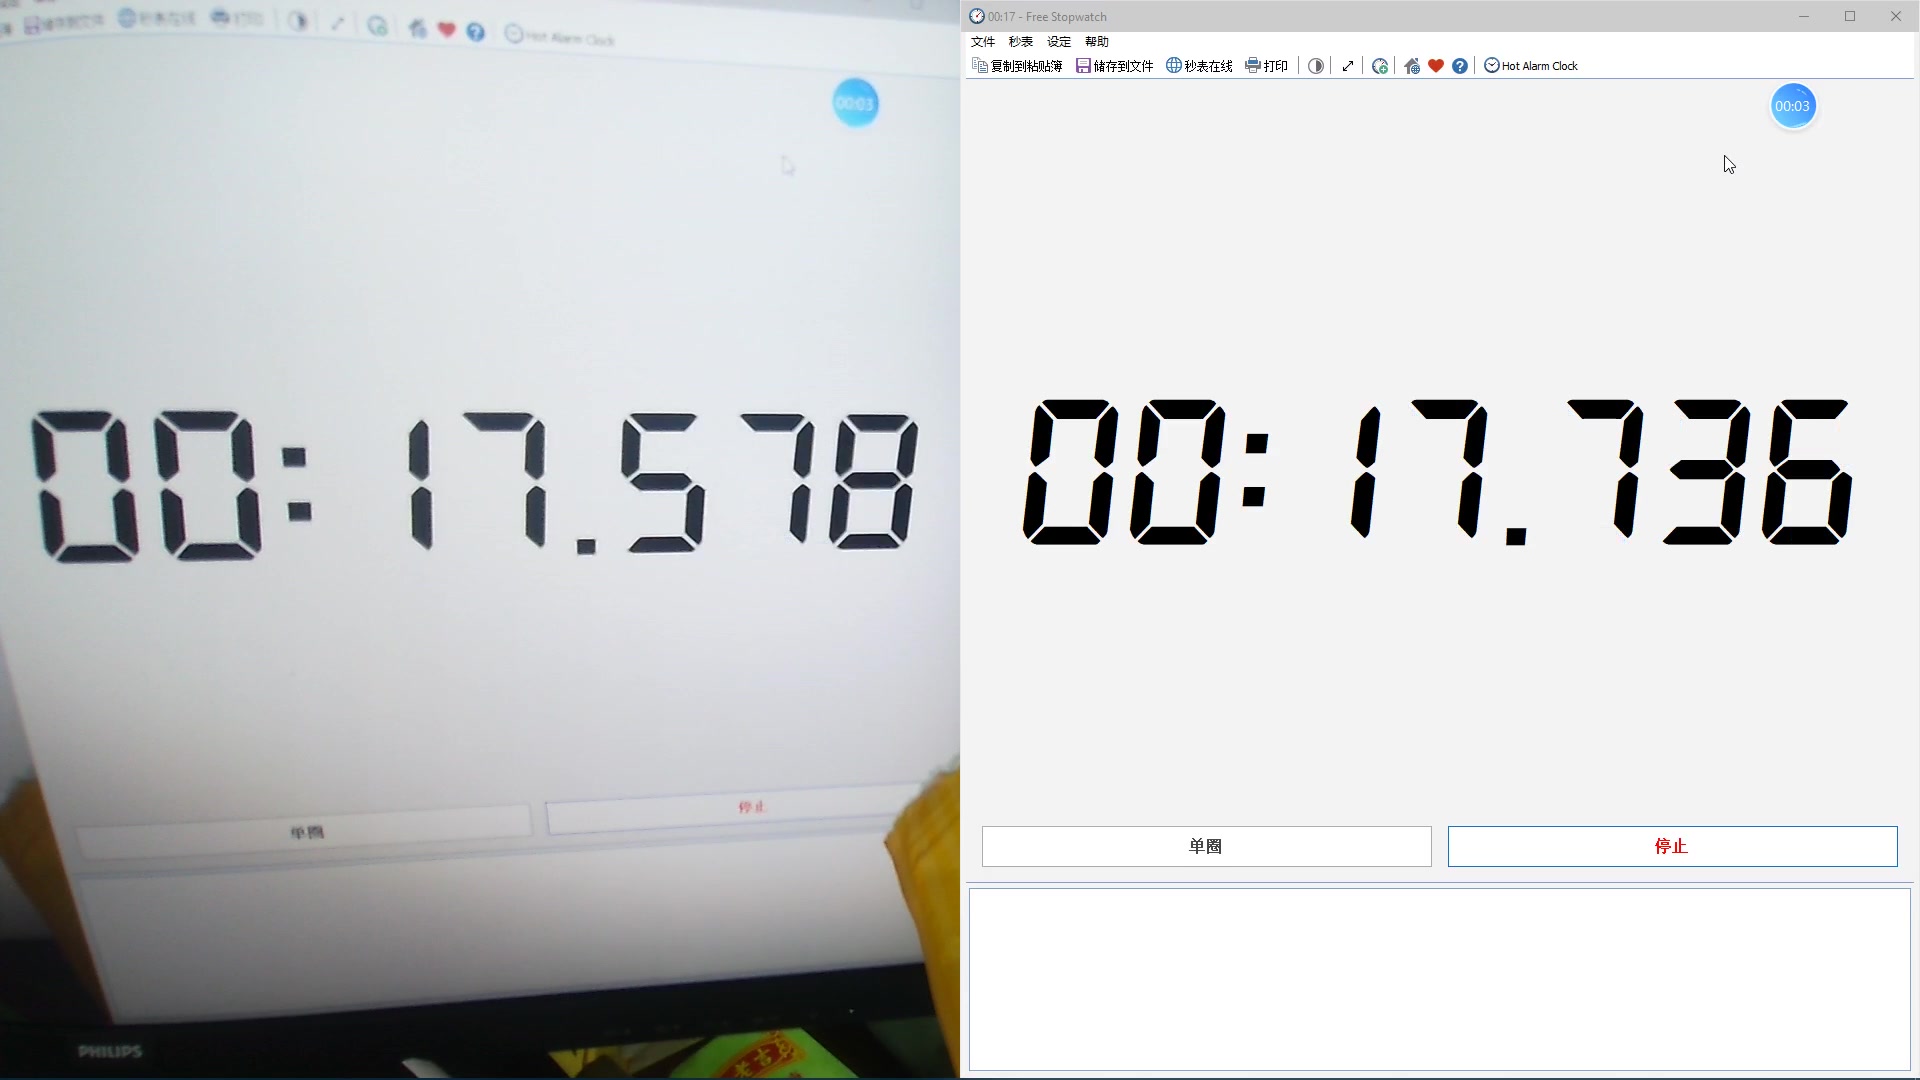 储存到文件 秒表在线 打印 Hot Alarm Clock
00:03
00:17.578
单圈 停止
PHILIPS
00:17 - Free Stopwatch
文件 秒表 设定 帮助
复制到粘贴簿 储存到文件 秒表在线 打印 Hot Alarm Clock
00:03
00:17.736
单圈 停止